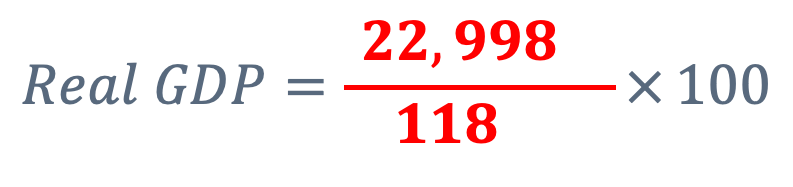 Real GDP = 22,998 / 118 × 100